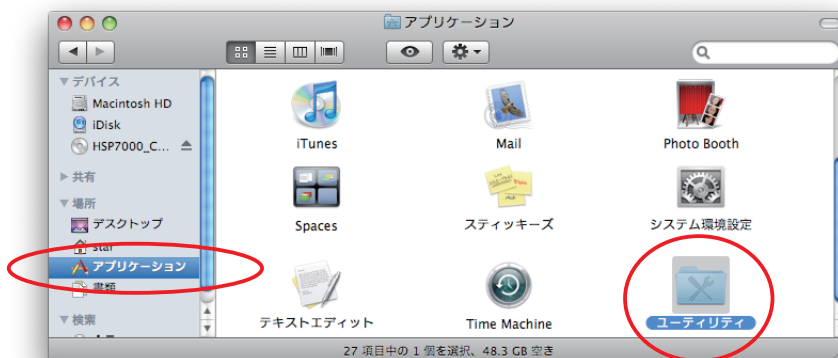 アプリケーション
デバイス
Macintosh HD
iDisk
HSP7000_C...
共有
場所
デスクトップ
star
アプリケーション
書類
検索
iTunes
Mail
Photo Booth
Spaces
スティッキーズ
システム環境設定
テキストエディット
Time Machine
ユーティリティ
27 項目中の 1 個を選択、48.3 GB 空き